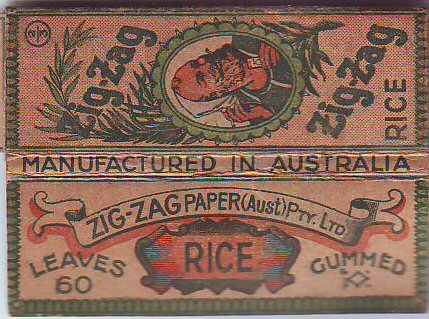 Zig-Zag
Zig-Zag
RICE
MANUFACTURED IN AUSTRALIA
ZIG-ZAG PAPER (Aust) PTY. LTD
LEAVES
60
RICE
GUMMED